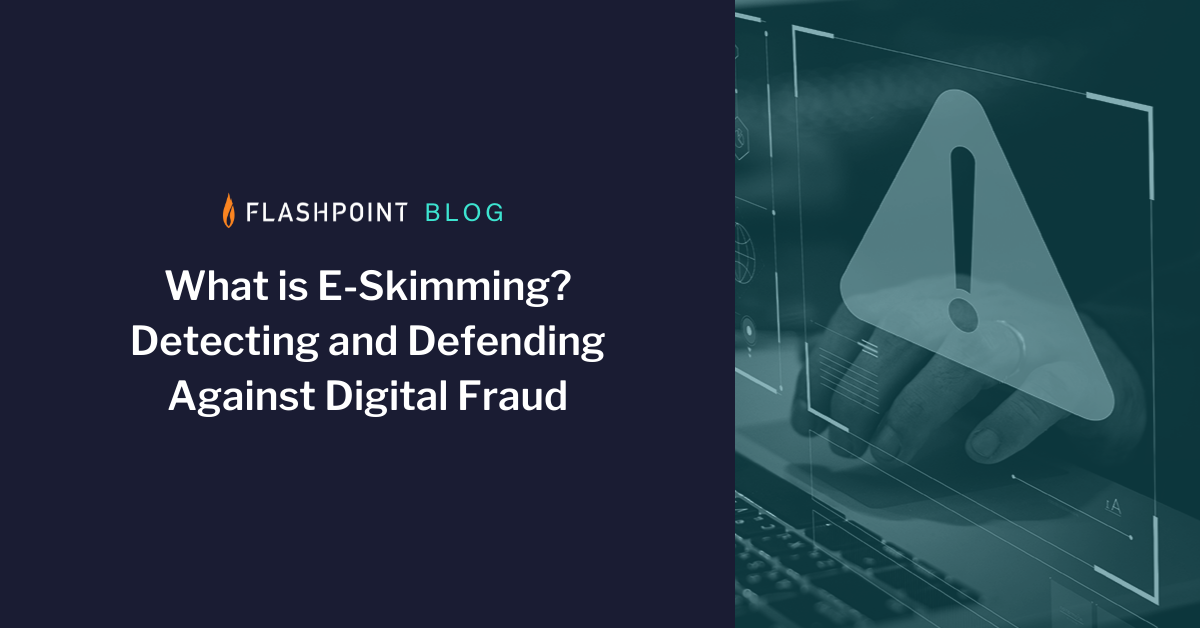 FLASHPOINT BLOG
What is E-Skimming?
Detecting and Defending
Against Digital Fraud